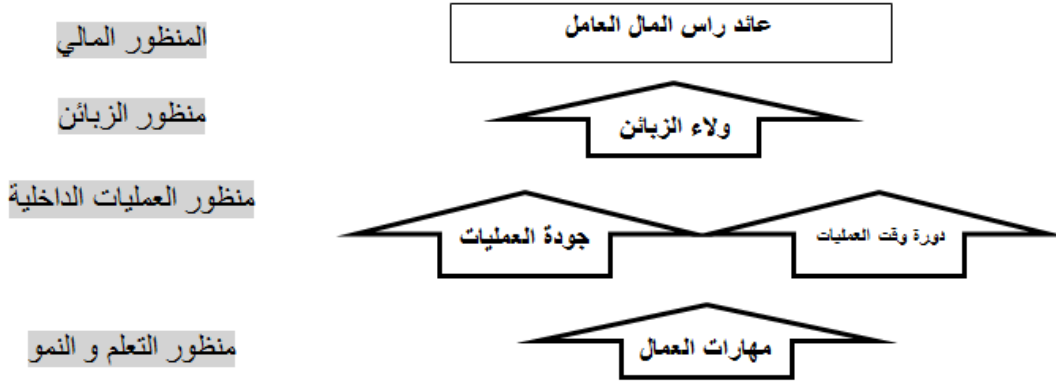 عائد راس المال العامل
المنظور المالي
ولاء الزبائن
منظور الزبائن
دورة وقت العمليات
جودة العمليات
منظور العمليات الداخلية
مهارات العمال
منظور التعلم و النمو